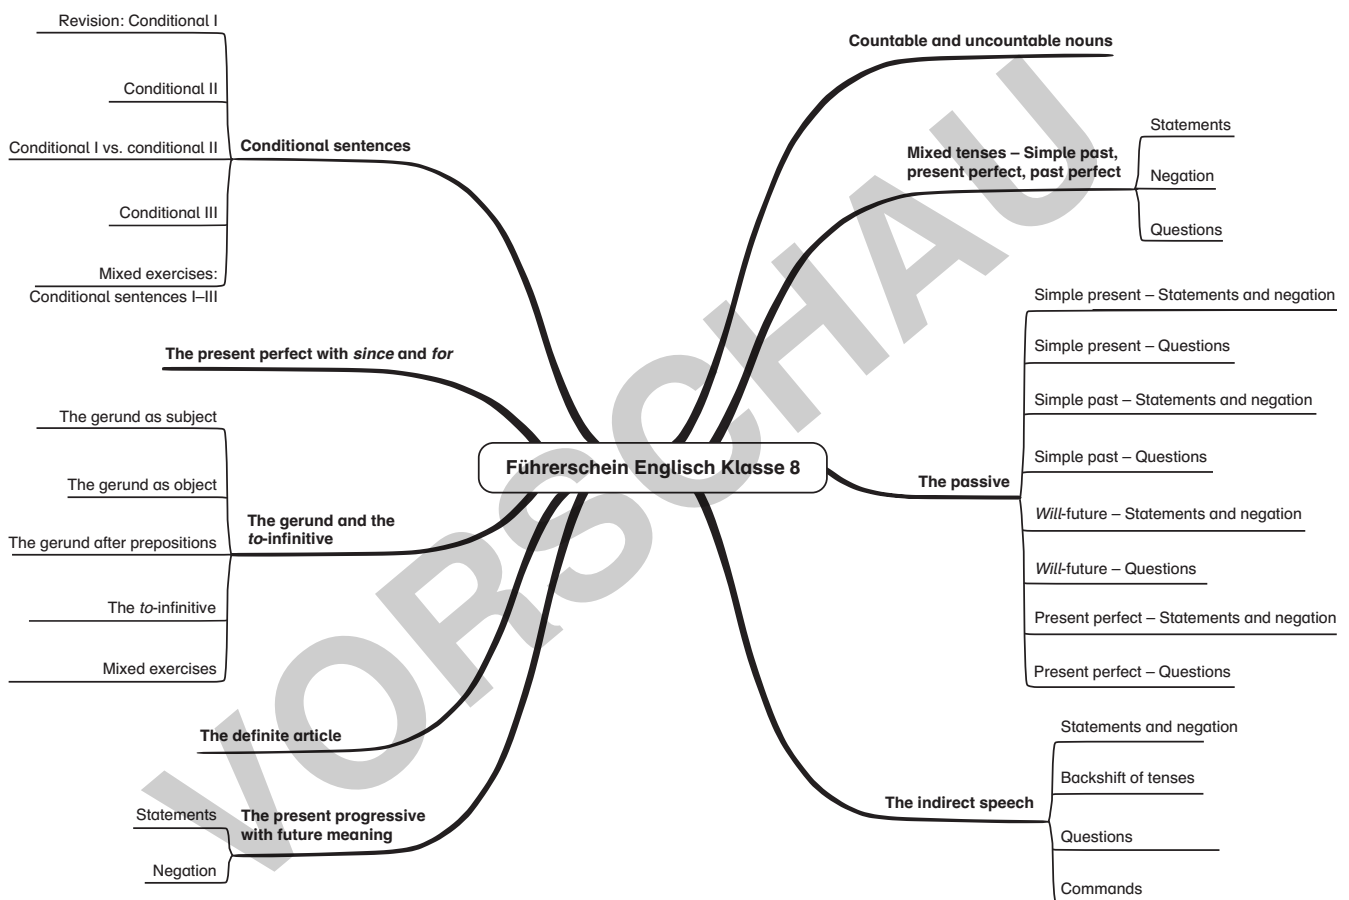 Revision: Conditional I
Conditional II
Conditional I vs. conditional II
Conditional III
Mixed exercises:
Conditional sentences I–III
Conditional sentences
The present perfect with since and for
The gerund as subject
The gerund as object
The gerund after prepositions
The to-infinitive
Mixed exercises
The gerund and the
to-infinitive
The definite article
Statements
Negation
The present progressive
with future meaning
Führerschein Englisch Klasse 8
Countable and uncountable nouns
Mixed tenses – Simple past,
present perfect, past perfect
Statements
Negation
Questions
The passive
Simple present – Statements and negation
Simple present – Questions
Simple past – Statements and negation
Simple past – Questions
Will-future – Statements and negation
Will-future – Questions
Present perfect – Statements and negation
Present perfect – Questions
The indirect speech
Statements and negation
Backshift of tenses
Questions
Commands
VORSCHAU